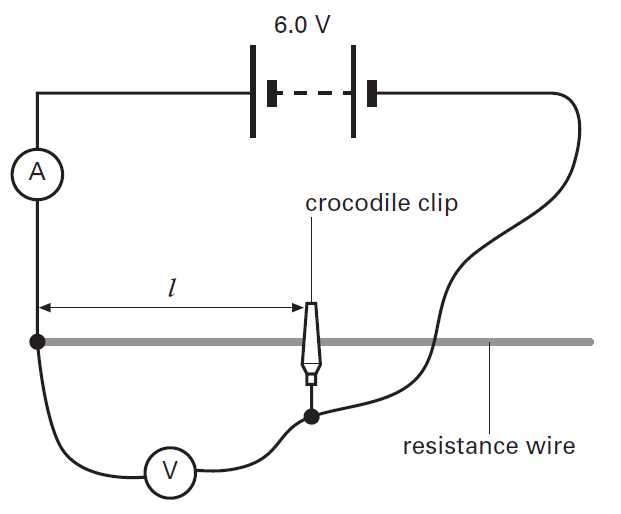 6.0 V
A
crocodile clip
l
resistance wire
V